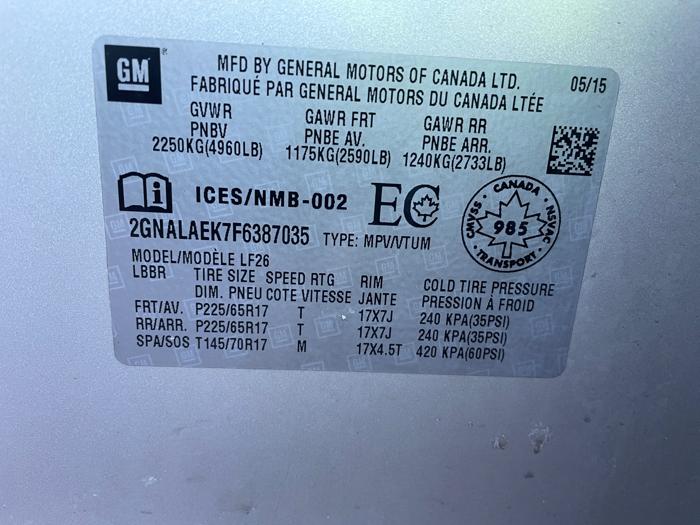 GM
MFD BY GENERAL MOTORS OF CANADA LTD. 05/15
FABRIQUÉ PAR GENERAL MOTORS DU CANADA LTÉE
GVWR GAWR FRT GAWR RR
PNBV PNBE AV. PNBE ARR.
2250KG(4960LB) 1175KG(2590LB) 1240KG(2733LB)
i ICES/NMB-002 EC
CANADA
CMVSS 985 NSVAC
TRANSPORT
2GNALAEK7F6387035 TYPE: MPV/VTUM
MODEL/MODÈLE LF26
LBBR TIRE SIZE SPEED RTG RIM COLD TIRE PRESSURE
DIM. PNEU COTE VITESSE JANTE PRESSION À FROID
FRT/AV. P225/65R17 T 17X7J 240 KPA(35PSI)
RR/ARR. P225/65R17 T 17X7J 240 KPA(35PSI)
SPA/SOS T145/70R17 M 17X4.5T 420 KPA(60PSI)